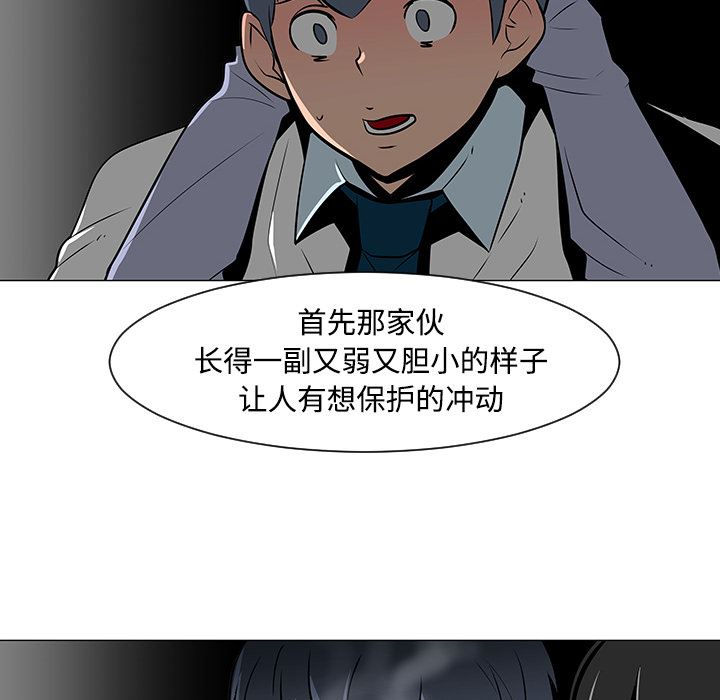 首先那家伙
长得一副又弱又胆小的样子
让人有想保护的冲动